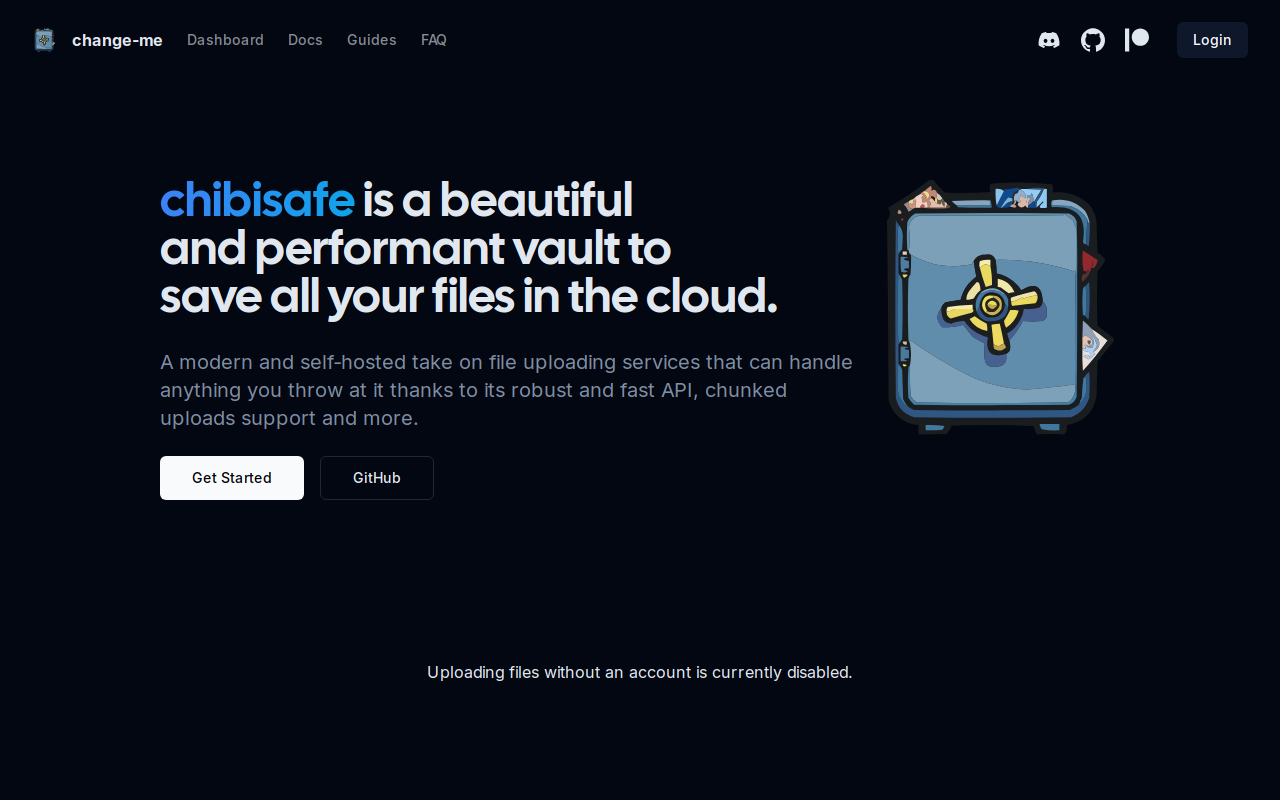 change-me
Dashboard
Docs
Guides
FAQ
Login
chibisafe is a beautiful
and performant vault to
save all your files in the cloud.
A modern and self-hosted take on file uploading services that can handle
anything you throw at it thanks to its robust and fast API, chunked
uploads support and more.
Get Started
GitHub
Uploading files without an account is currently disabled.